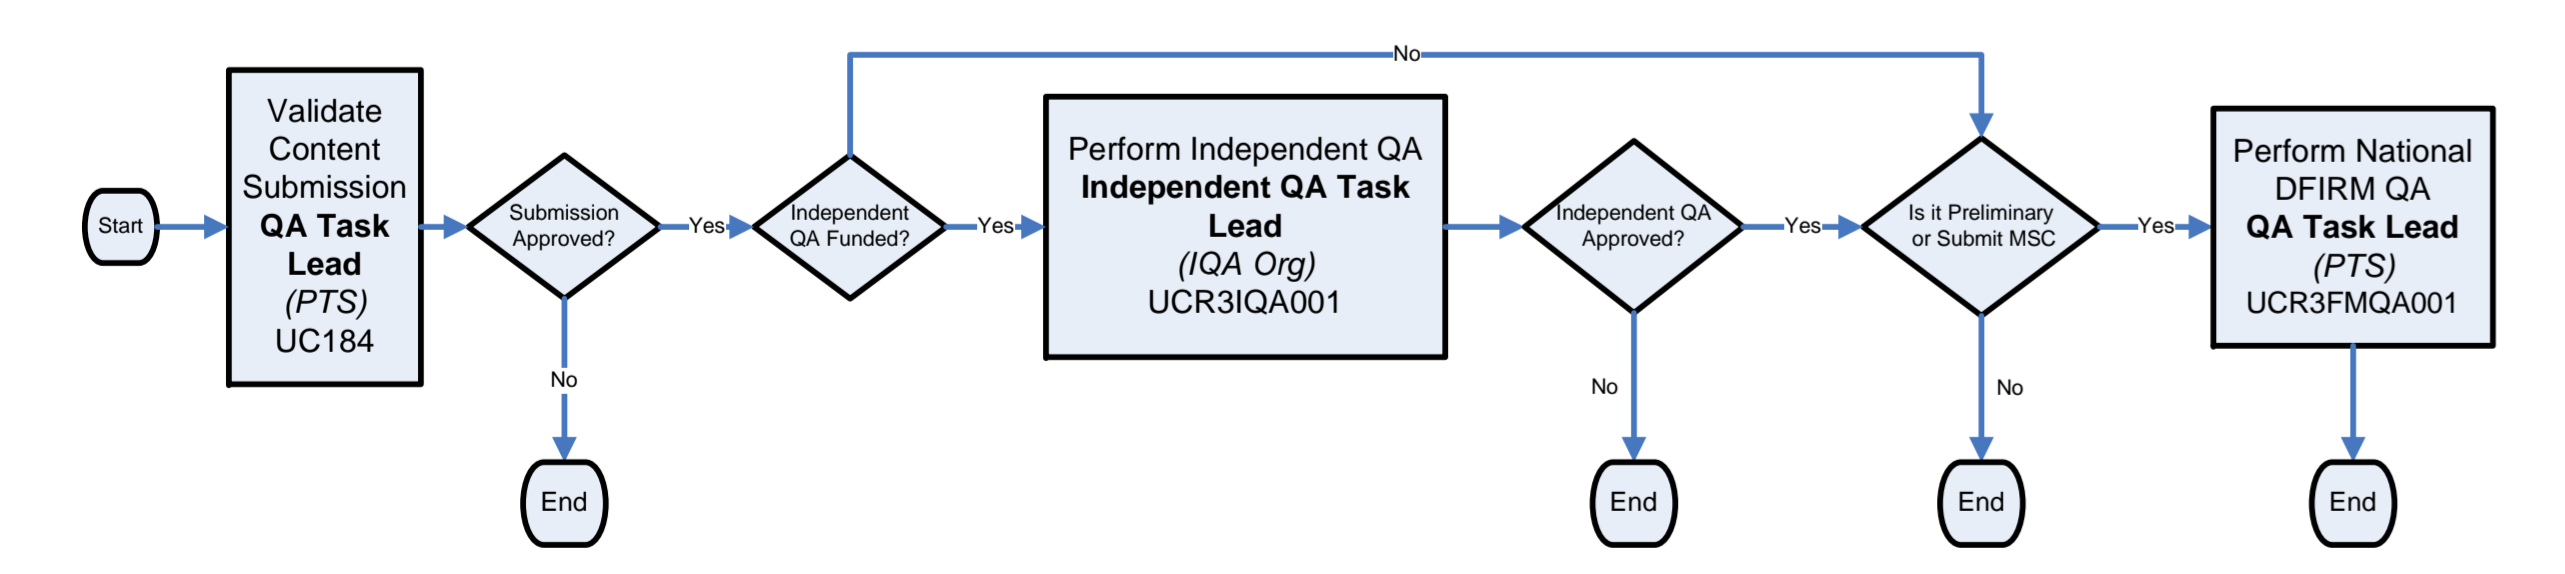 Start
Validate
Content
Submission
QA Task
Lead
(PTS)
UC184
Submission
Approved?
No
End
Yes
Independent
QA Funded?
No
Yes
Perform Independent QA
Independent QA Task
Lead
(IQA Org)
UCR3IQA001
Independent QA
Approved?
No
End
Yes
Is it Preliminary
or Submit MSC
No
End
Yes
Perform National
DFIRM QA
QA Task Lead
(PTS)
UCR3FMQA001
End